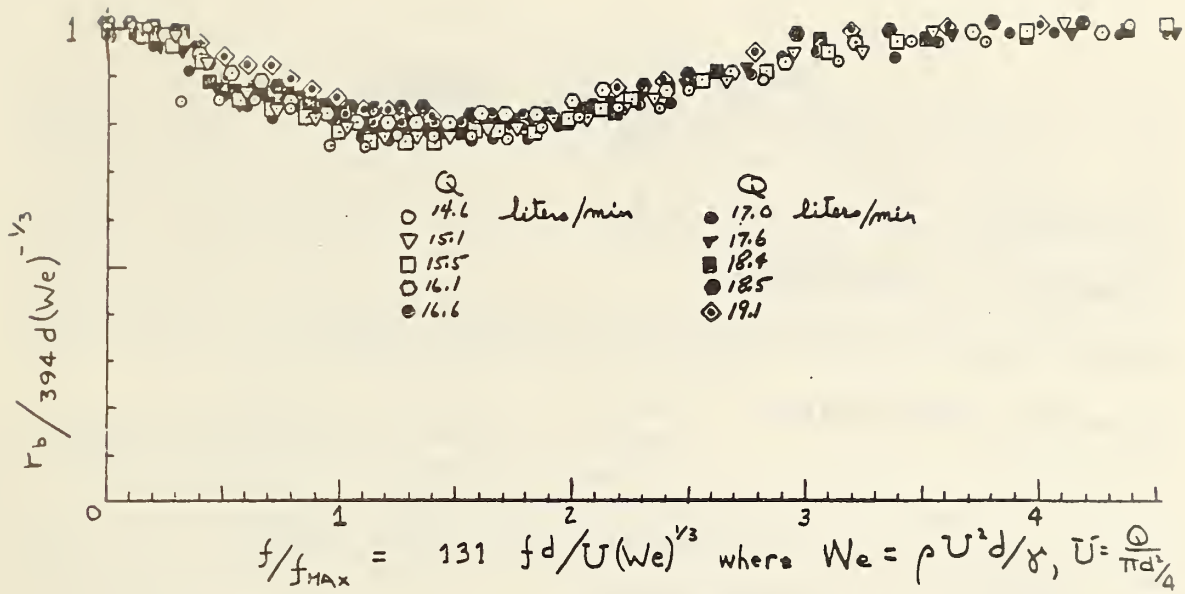 1
r_b/394 d(We)^-1/3
Q Q
14.6 liters/min 17.0 liters/min
15.1 17.6
15.5 18.4
16.1 18.5
16.6 19.1
0 1 2 3 4
f/f_MAX = 131 fd/U(We)^1/3 where We = ρU²d/γ, U = Q/πd²/4